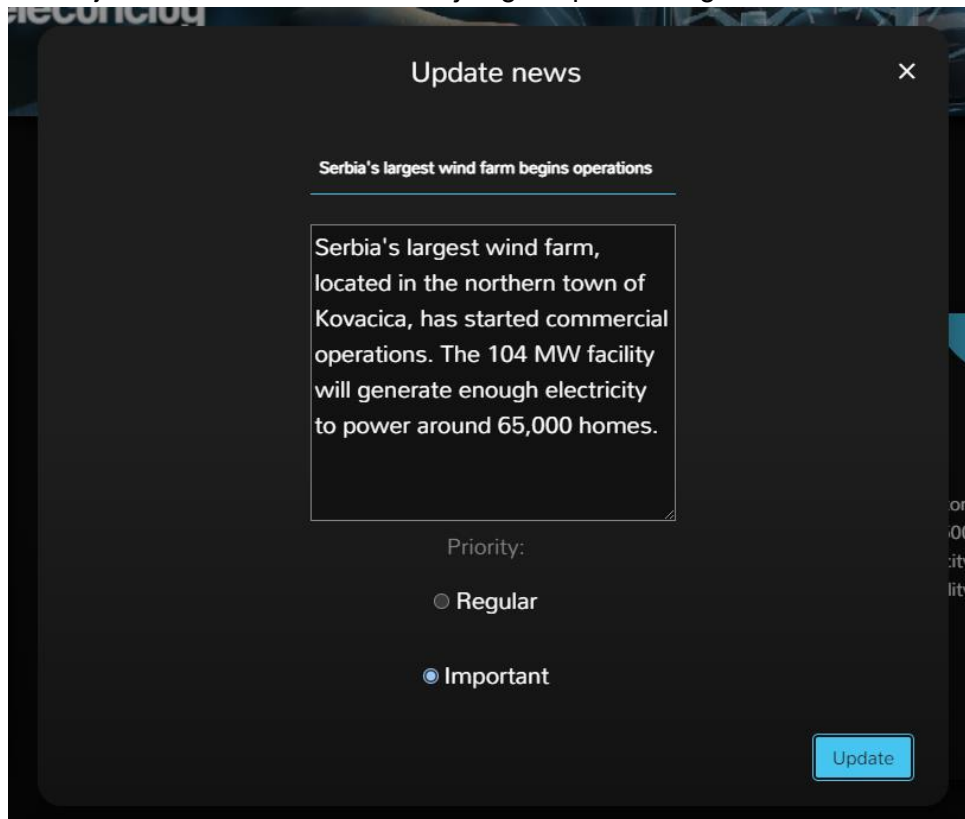 Update news
×
Serbia's largest wind farm begins operations
Serbia's largest wind farm,
located in the northern town of
Kovacica, has started commercial
operations. The 104 MW facility
will generate enough electricity
to power around 65,000 homes.
Priority:
Regular
Important
Update